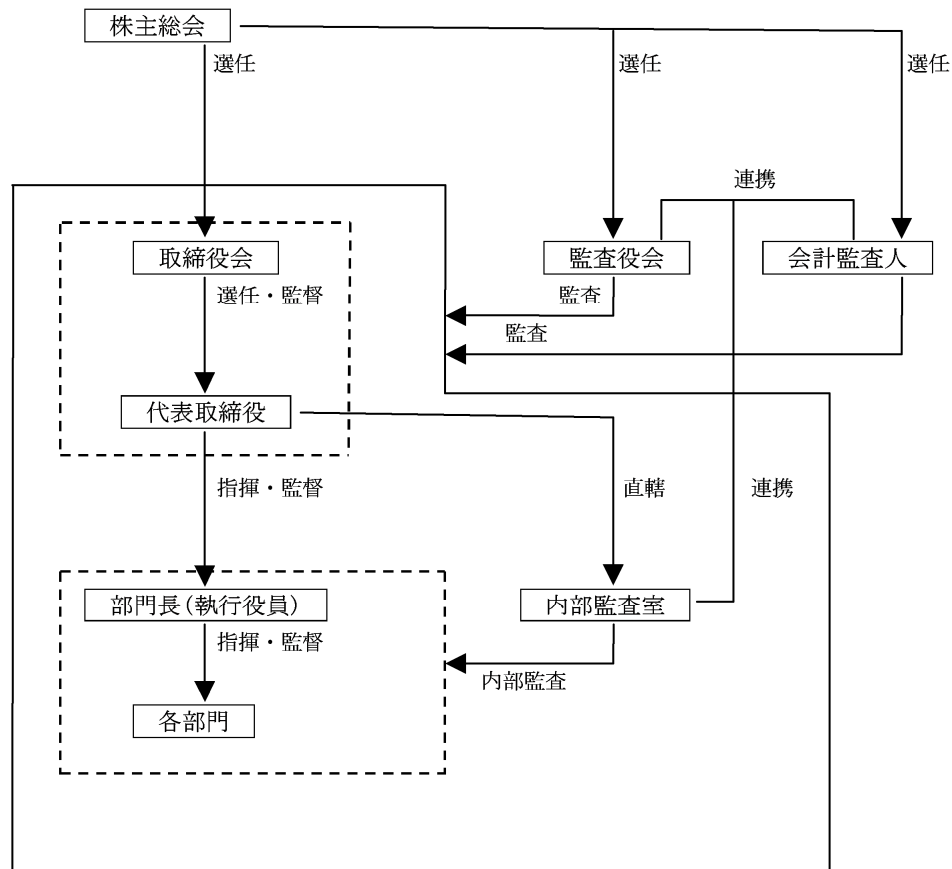 株主総会
選任
選任
選任
連携
取締役会
監査役会
会計監査人
選任・監督
監査
監査
代表取締役
指揮・監督
直轄
連携
部門長(執行役員)
内部監査室
指揮・監督
内部監査
各部門